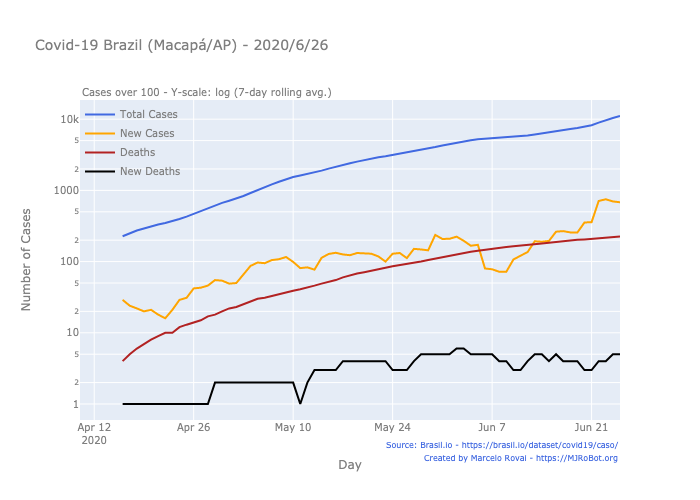 Covid-19 Brazil (Macapá/AP) - 2020/6/26
Cases over 100 - Y-scale: log (7-day rolling avg.)
Total Cases
New Cases
Deaths
New Deaths
10k
5
2
1000
5
2
100
5
2
10
5
2
1
Number of Cases
Apr 12
2020
Apr 26
May 10
May 24
Jun 7
Jun 21
Day
Source: Brasil.io - https://brasil.io/dataset/covid19/caso/
Created by Marcelo Rovai - https://MJRoBot.org